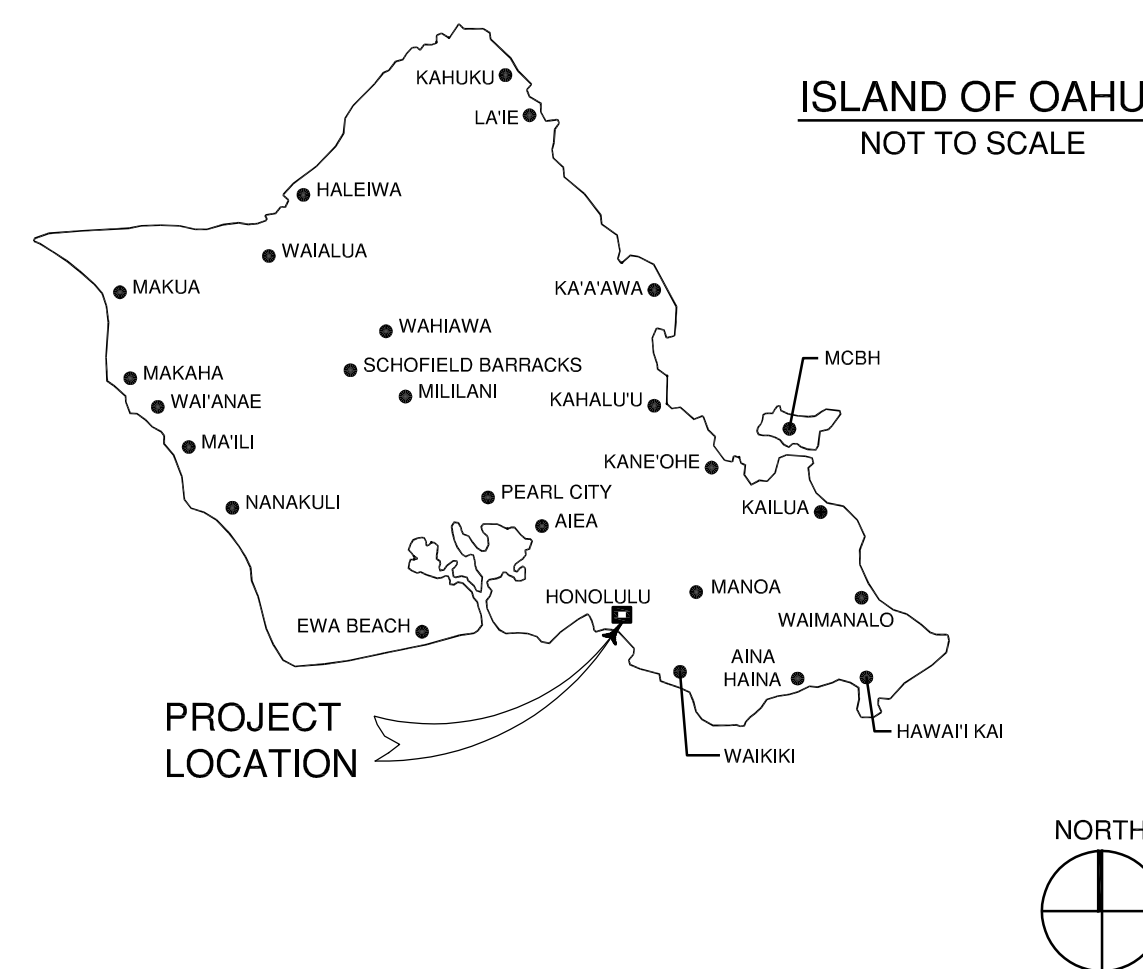 KAHUKU
ISLAND OF OAHU
LA'IE
NOT TO SCALE
HALEIWA
WAIALUA
MAKUA
KA'A'AWA
WAHIAWA
MCBH
SCHOFIELD BARRACKS
MAKAHA
MILILANI
WAI'ANAE
KAHALU'U
MA'ILI
KANE'OHE
PEARL CITY
NANAKULI
KAILUA
AIEA
MANOA
HONOLULU
WAIMANALO
EWA BEACH
AINA
HAINA
PROJECT
LOCATION
HAWAI'I KAI
WAIKIKI
NORTH